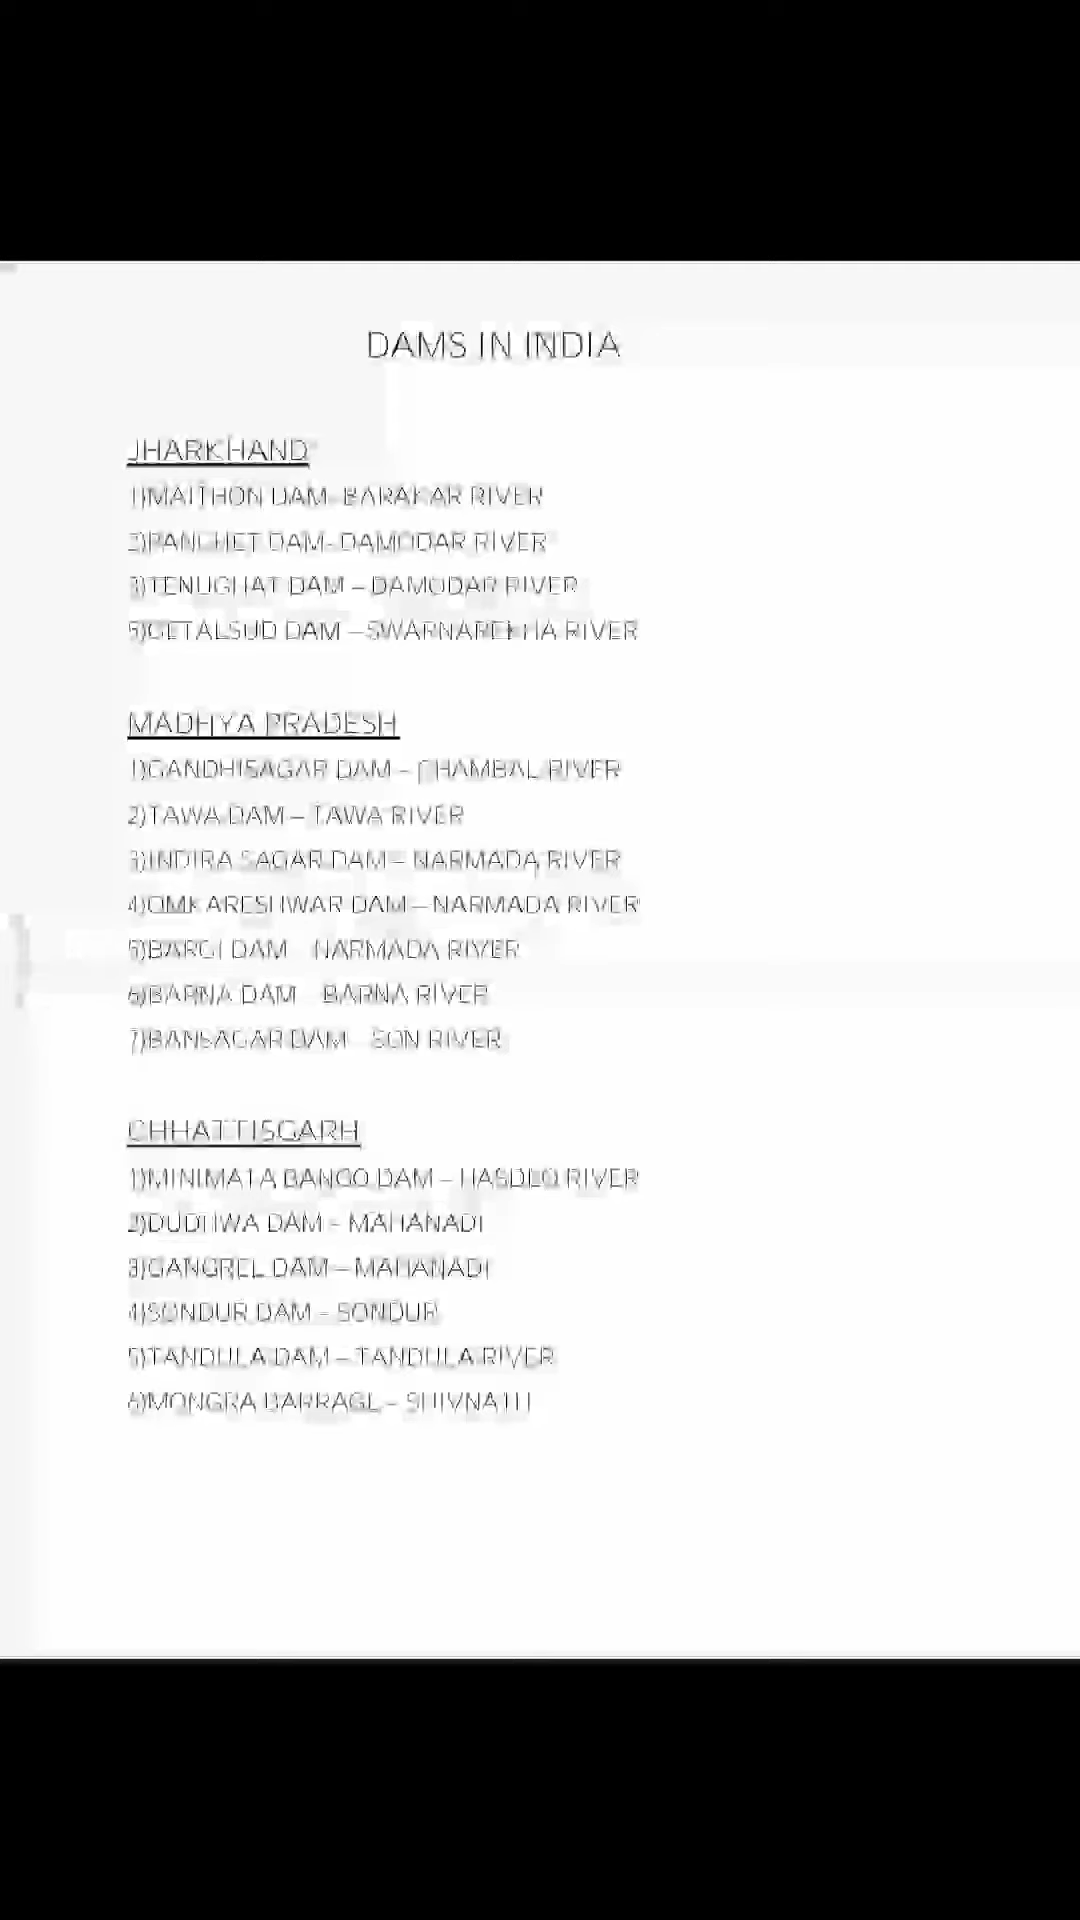 DAMS IN INDIA
JHARKHAND
1)MAITHON DAM-BARAKAR RIVER
2)PANCHET DAM-DAMODAR RIVER
3)TENUGHAT DAM – DAMODAR RIVER
5)GETALSUD DAM –SWARNAREKHA RIVER
MADHYA PRADESH
1)GANDHISAGAR DAM – CHAMBAL RIVER
2)TAWA DAM – TAWA RIVER
3)INDIRA SAGAR DAM – NARMADA RIVER
4)OMKARESHWAR DAM – NARMADA RIVER
5)BARGI DAM – NARMADA RIVER
6)BARNA DAM – BARNA RIVER
7)BANSAGAR DAM – SON RIVER
CHHATTISGARH
1)MINIMATA BANGO DAM – HASDEO RIVER
2)DUDHWA DAM – MAHANADI
3)GANGREL DAM – MAHANADI
4)SONDUR DAM – SONDUR
5)TANDULA DAM – TANDULA RIVER
6)MONGRA BARRAGE – SHIVNATH